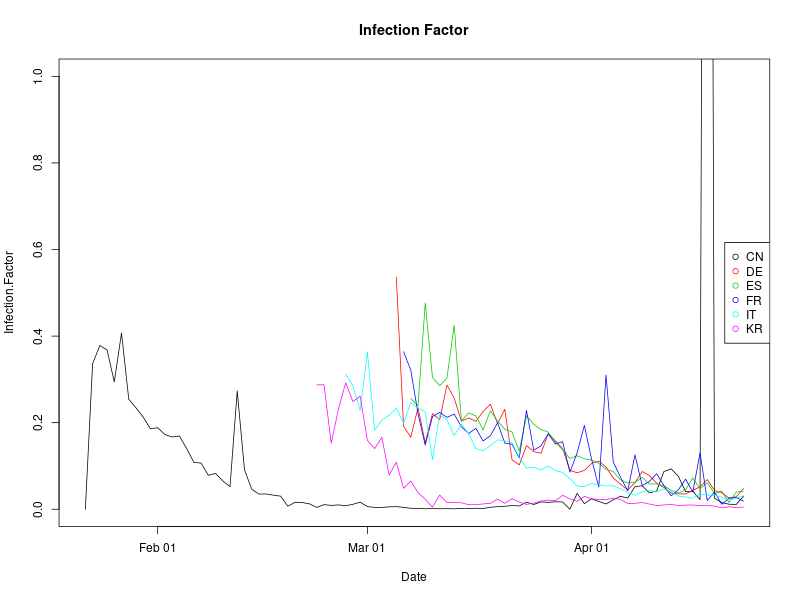 Infection Factor
Infection.Factor
1.0
0.8
0.6
0.4
0.2
0.0
CN
DE
ES
FR
IT
KR
Feb 01
Mar 01
Apr 01
Date